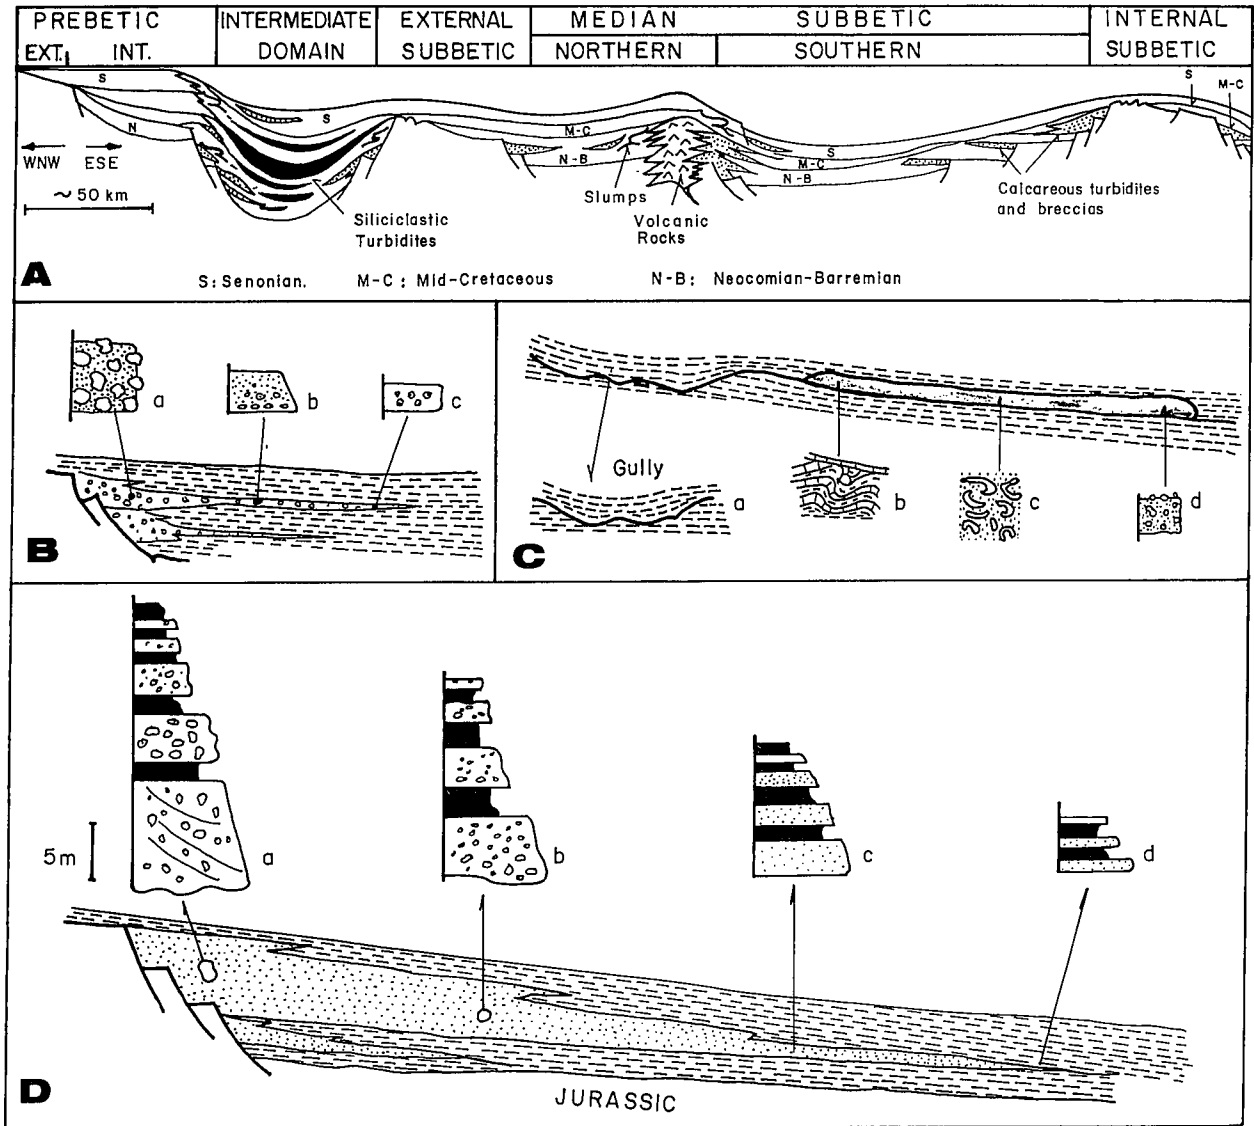 PREBETIC
EXT. INT.
INTERMEDIATE
DOMAIN
EXTERNAL
SUBBETIC
MEDIAN SUBBETIC
NORTHERN
SOUTHERN
INTERNAL
SUBBETIC
S
S
M-C
N
S
M-C
N-B
S
M-C
N-B
WNW ESE
~ 50 km
Siliciclastic
Turbidites
Slumps
Volcanic
Rocks
Calcareous turbidites
and breccias
A
S: Senonian. M-C: Mid-Cretaceous N-B: Neocomian-Barremian
a
b
c
B
Gully
a
b
c
d
C
5m
a
b
c
d
D
JURASSIC